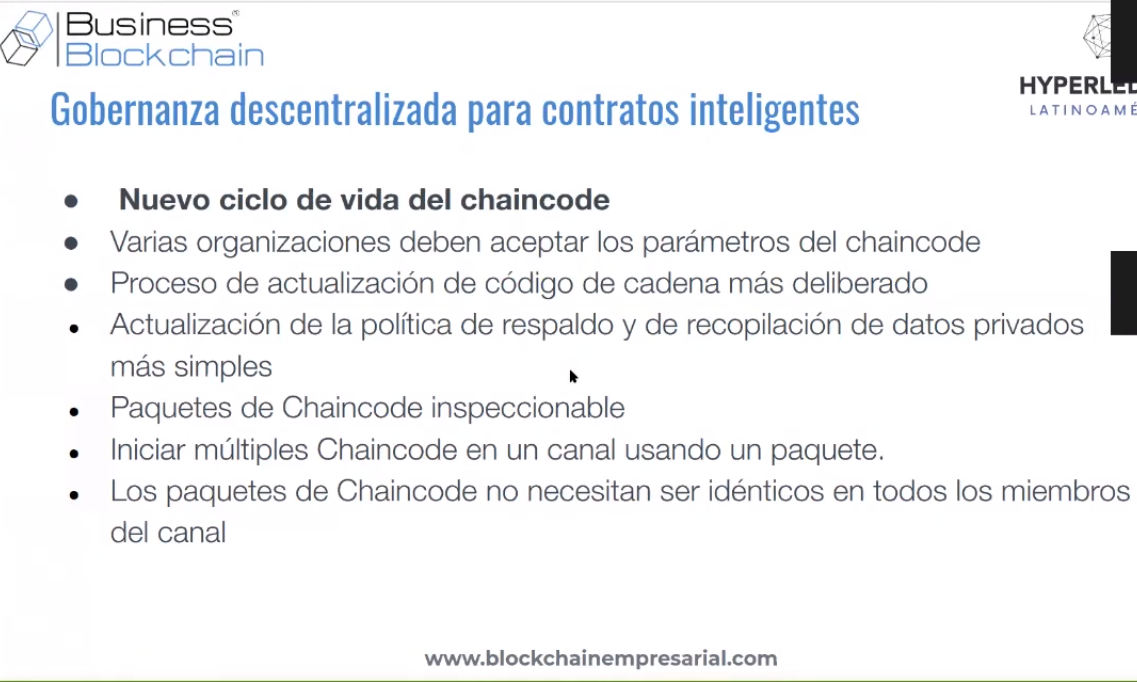 Business®
Blockchain
LATINOAMÉ
Gobernanza descentralizada para contratos inteligentes
● Nuevo ciclo de vida del chaincode
● Varias organizaciones deben aceptar los parámetros del chaincode
● Proceso de actualización de código de cadena más deliberado
● Actualización de la política de respaldo y de recopilación de datos privados
más simples
● Paquetes de Chaincode inspeccionable
● Iniciar múltiples Chaincode en un canal usando un paquete.
● Los paquetes de Chaincode no necesitan ser idénticos en todos los miembros
del canal
www.blockchainempresarial.com